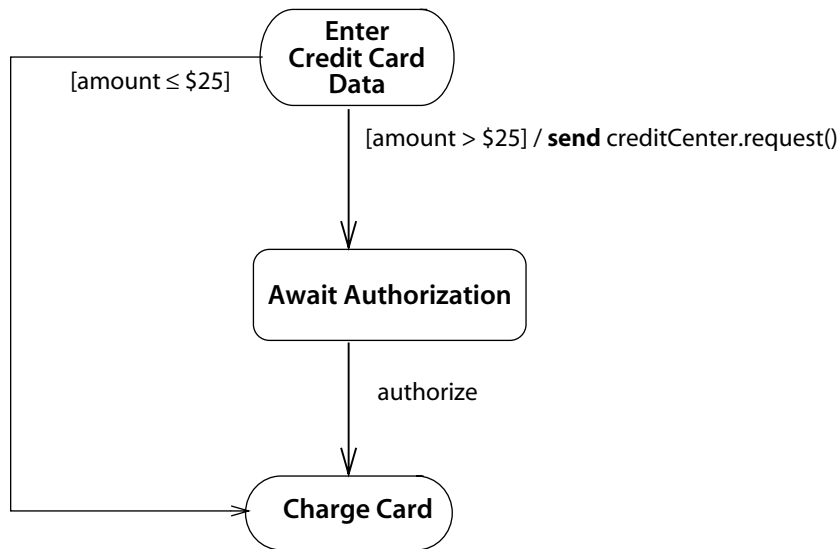 Enter
Credit Card
Data
[amount ≤ $25]
[amount > $25] / send creditCenter.request()
Await Authorization
authorize
Charge Card